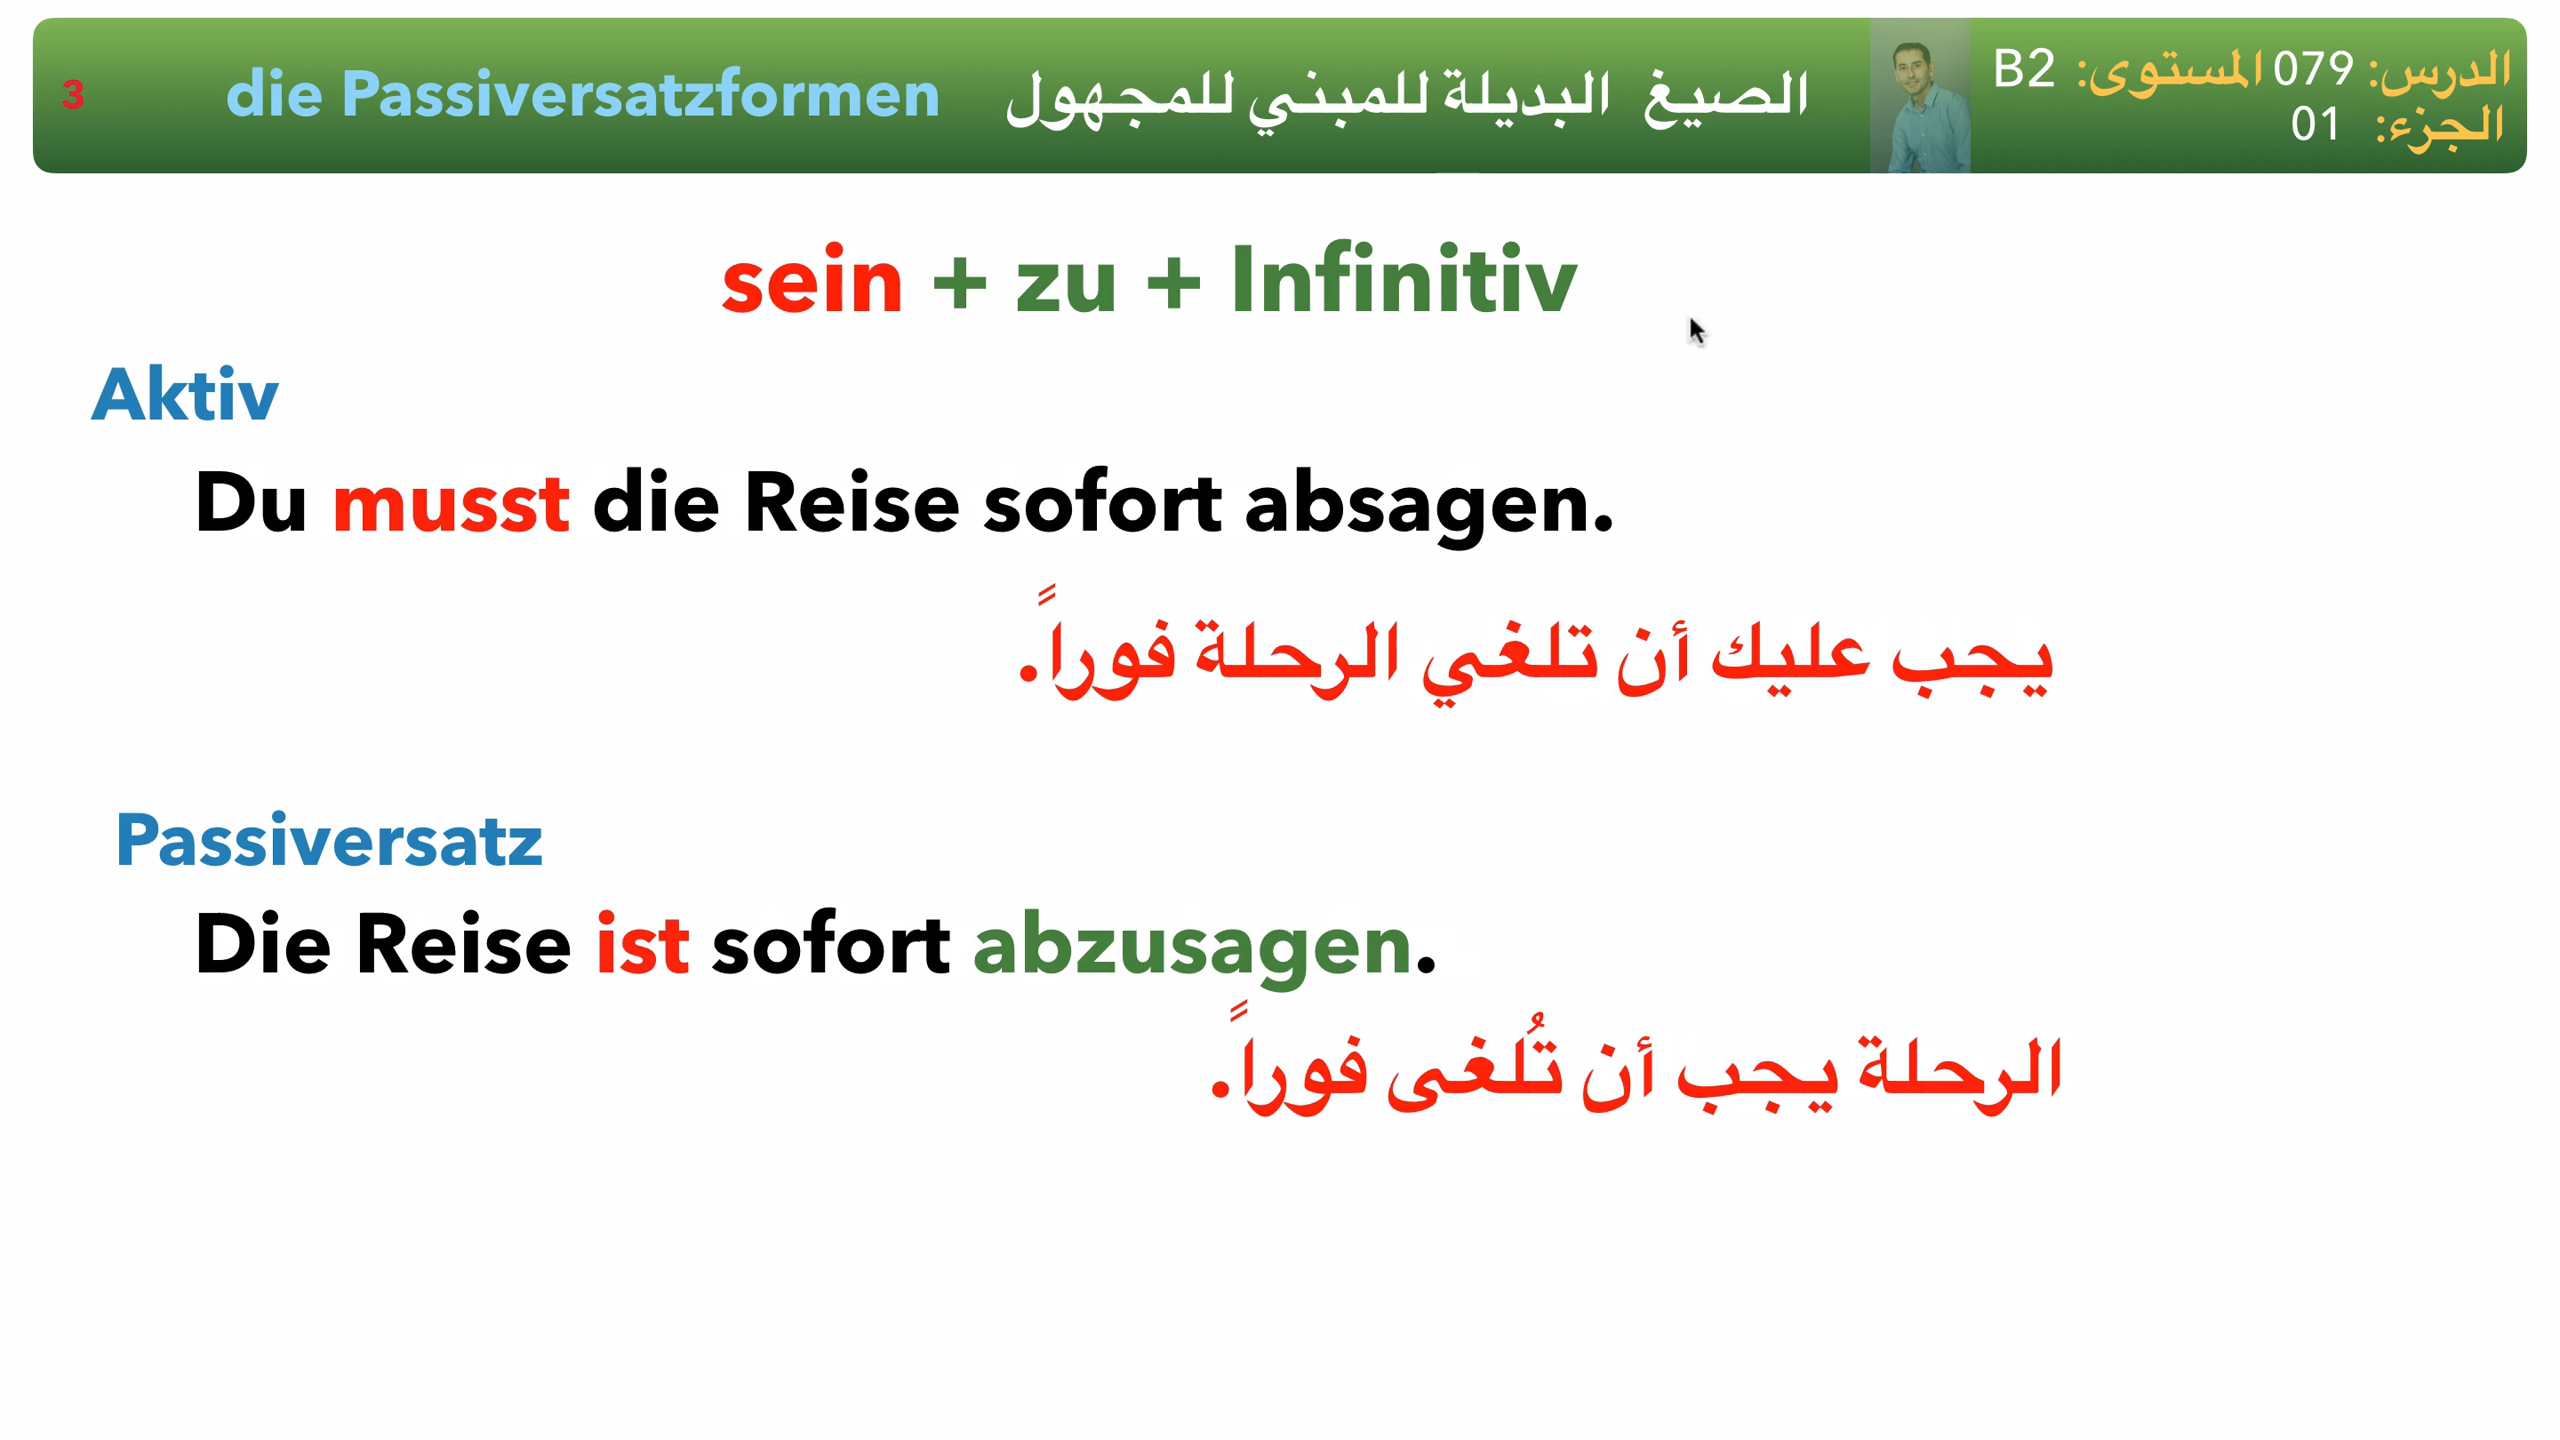 3 die Passiversatzformen الصيغ البديلة للمبني للمجهول
الدرس: 079 المستوى: B2
الجزء: 01
sein + zu + Infinitiv
Aktiv
Du musst die Reise sofort absagen.
يجب عليك أن تلغي الرحلة فوراً.
Passiversatz
Die Reise ist sofort abzusagen.
الرحلة يجب أن تُلغى فوراً.